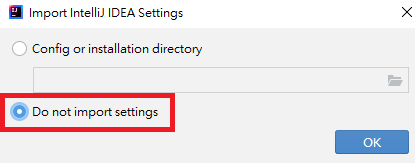 Import IntelliJ IDEA Settings
Config or installation directory
Do not import settings
OK